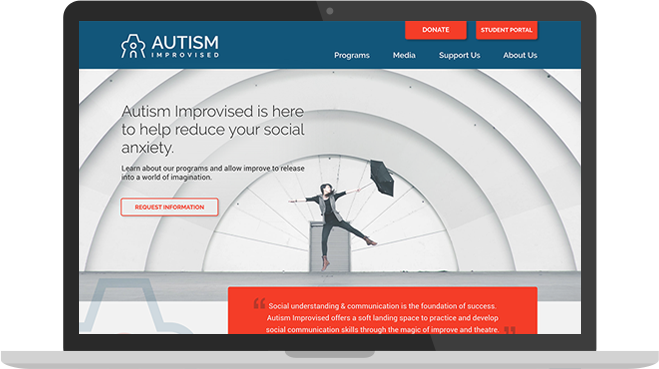 DONATE
STUDENT PORTAL
AUTISM
IMPROVISED
Programs
Media
Support Us
About Us
Autism Improvised is here
to help reduce your social
anxiety.
Learn about our programs and allow improve to release
into a world of imagination.
REQUEST INFORMATION
“ Social understanding & communication is the foundation of success.
Autism Improvised offers a soft landing space to practice and develop
social communication skills through the magic of improve and theatre. ”